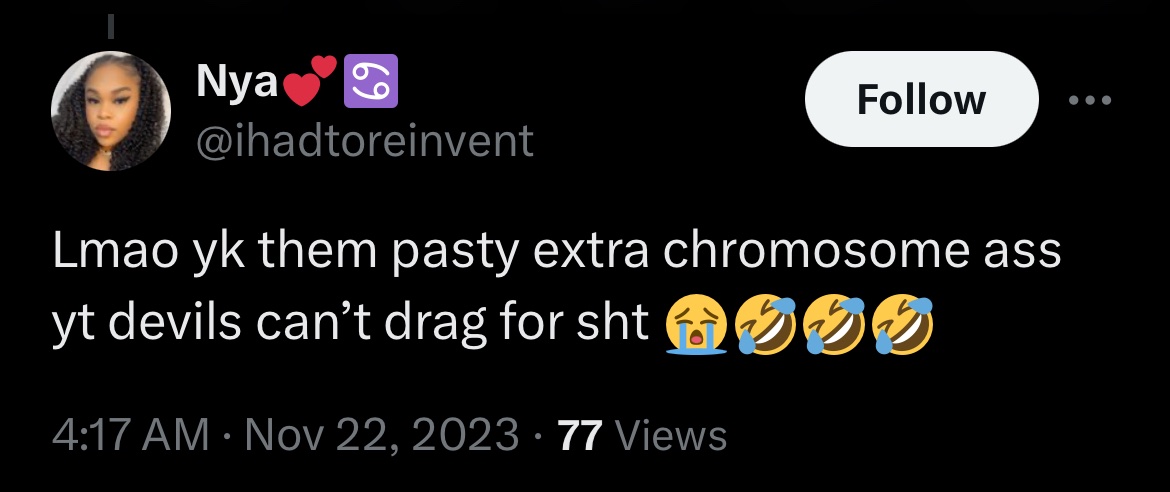 Nya💕♋
@ihadtoreinvent
Follow
Lmao yk them pasty extra chromosome ass
yt devils can’t drag for sht 😭🤣🤣🤣
4:17 AM · Nov 22, 2023 · 77 Views